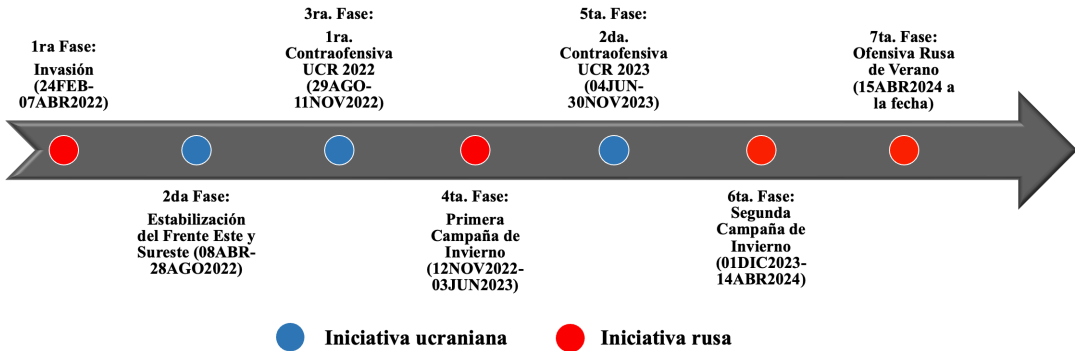 1ra Fase:
Invasión
(24FEB-
07ABR2022)
2da Fase:
Estabilización
del Frente Este y
Sureste (08ABR-
28AGO2022)
3ra. Fase:
1ra.
Contraofensiva
UCR 2022
(29AGO-
11NOV2022)
4ta. Fase:
Primera
Campaña de
Invierno
(12NOV2022-
03JUN2023)
5ta. Fase:
2da.
Contraofensiva
UCR 2023
(04JUN-
30NOV2023)
6ta. Fase:
Segunda
Campaña de
Invierno
(01DIC2023-
14ABR2024)
7ta. Fase:
Ofensiva Rusa
de Verano
(15ABR2024 a
la fecha)
Iniciativa ucraniana
Iniciativa rusa